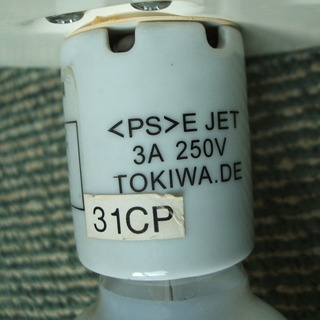 <PS>E JET
3A 250V
TOKIWA.DE
31CP